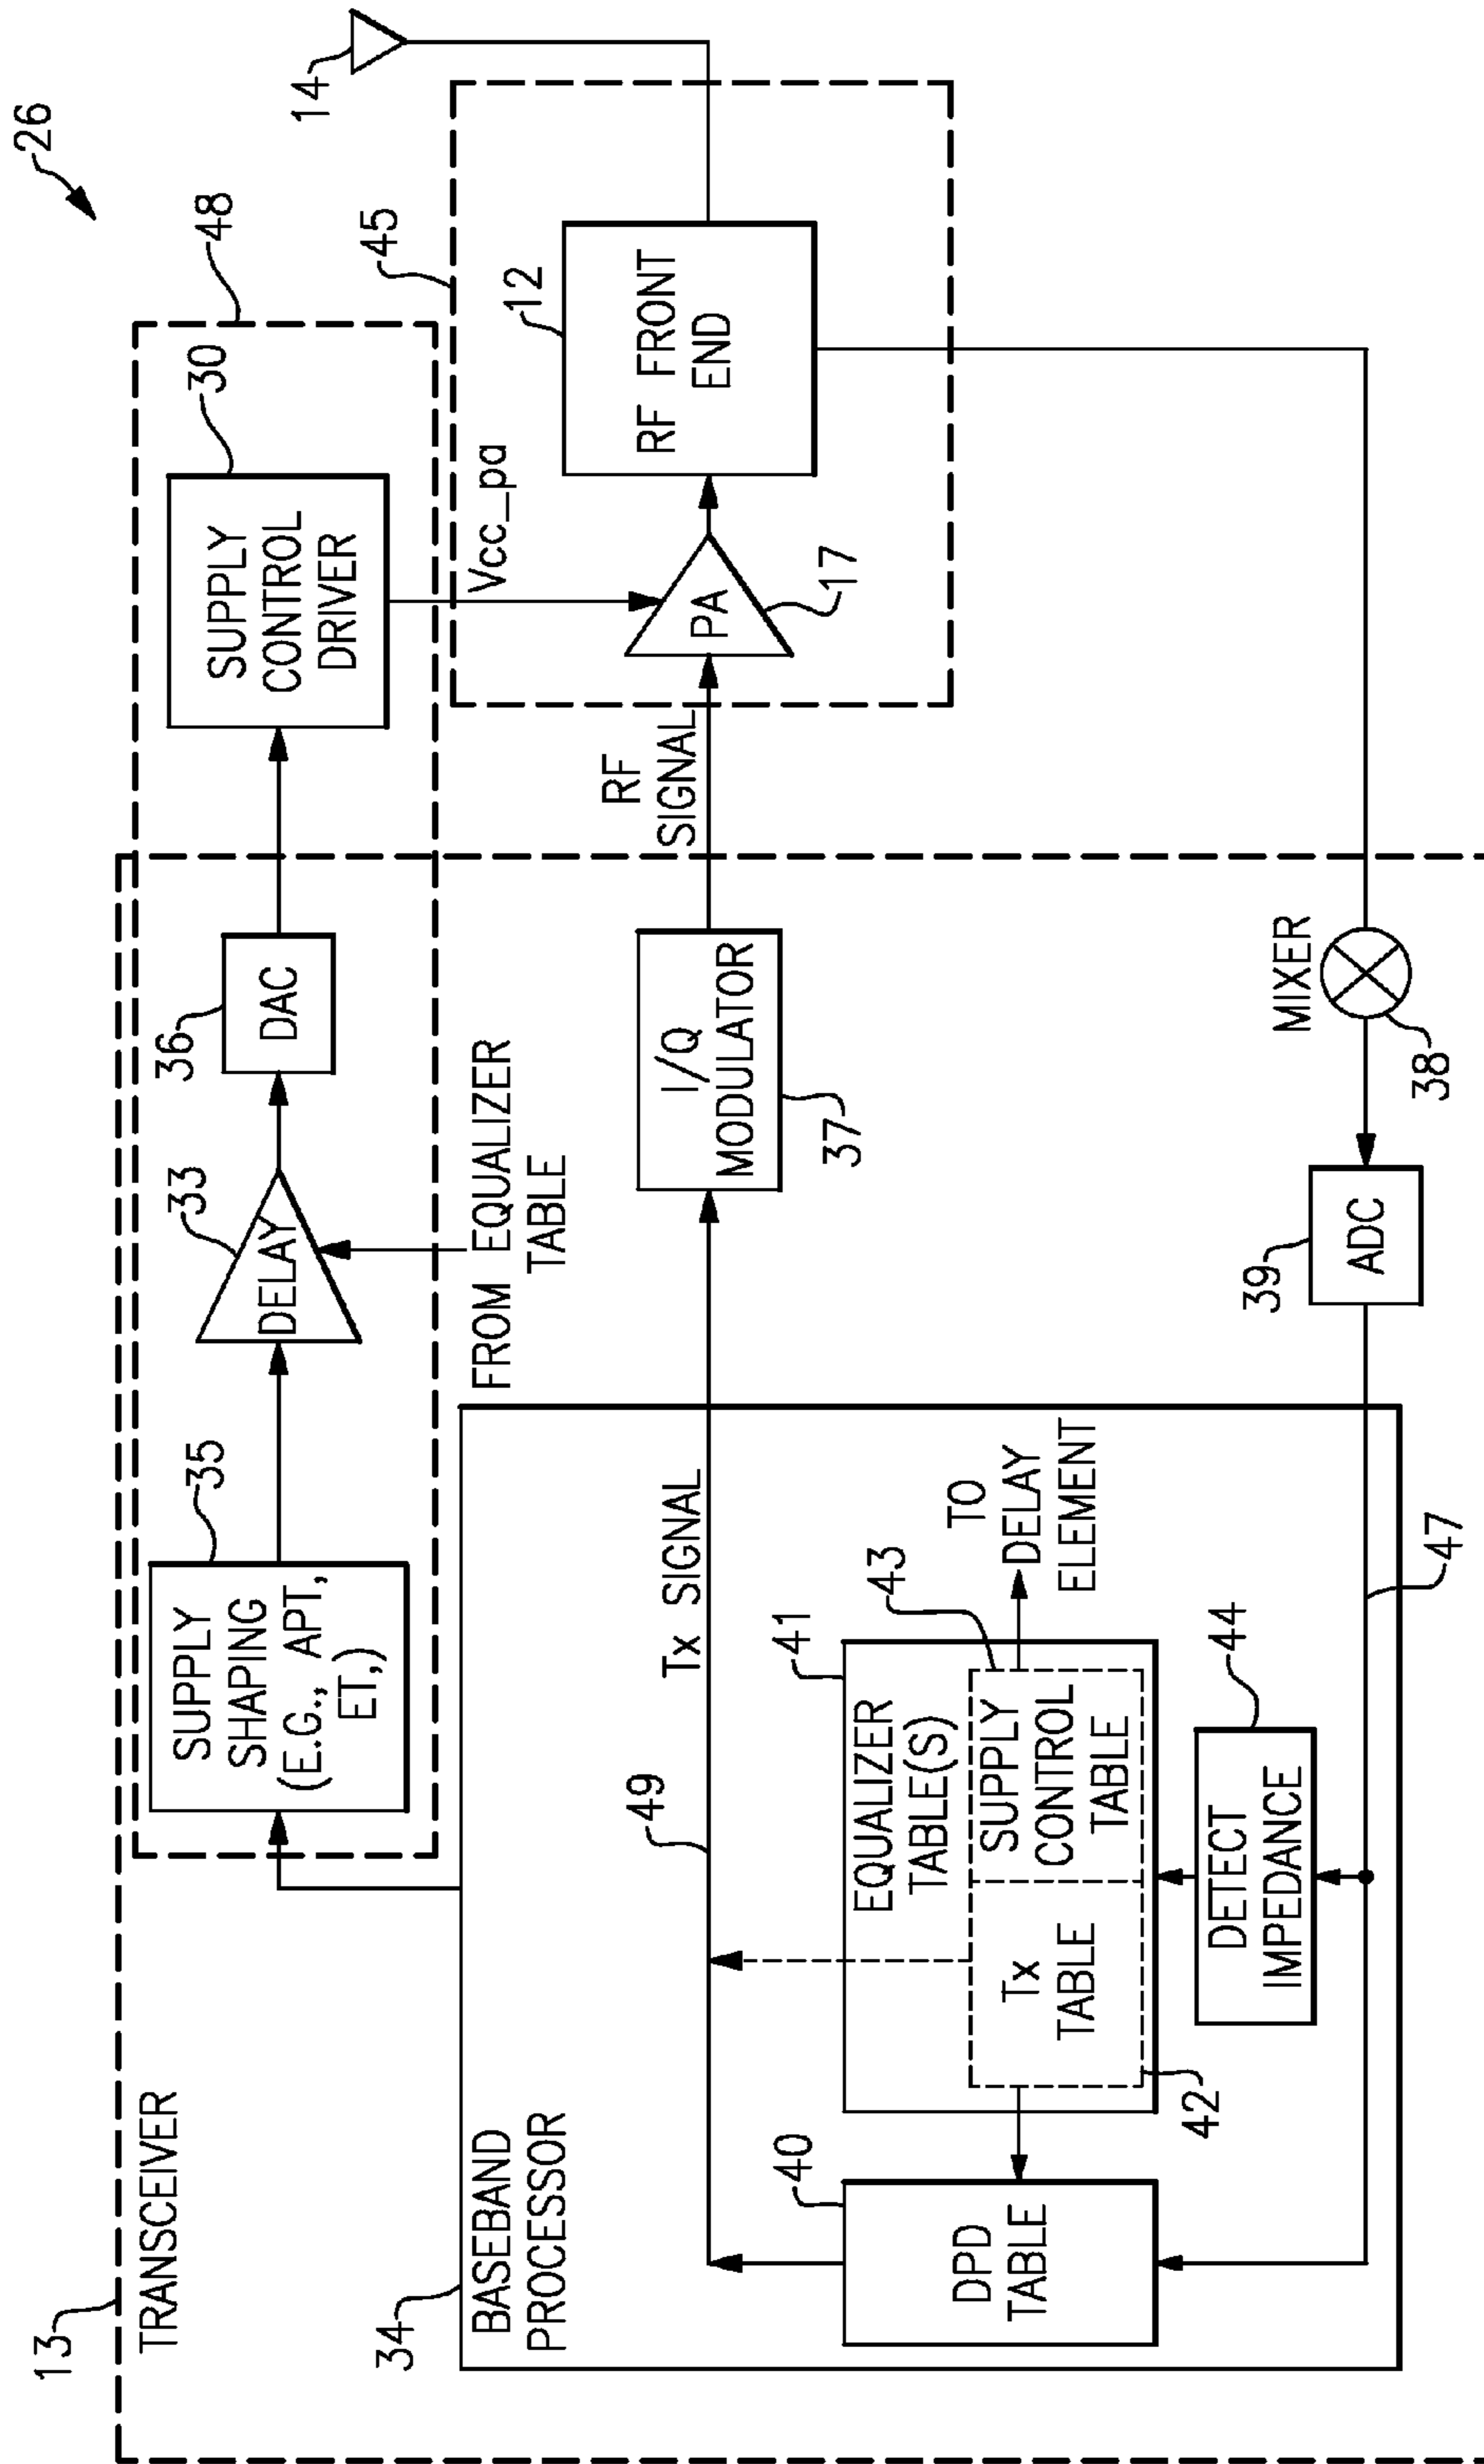 26
13
TRANSCEIVER
48
35
SUPPLY
SHAPING
(E.G., APT,
ET,)
33
DELAY
36
DAC
30
SUPPLY
CONTROL
DRIVER
14
FROM EQUALIZER
TABLE
Vcc_pa
45
34
BASEBAND
PROCESSOR
49
Tx SIGNAL
I/Q
MODULATOR
37
RF
SIGNAL
PA
17
12
RF FRONT
END
40
DPD
TABLE
41
EQUALIZER
TABLE(S)
Tx
TABLE
42
SUPPLY
CONTROL
TABLE
43
TO
DELAY
ELEMENT
DETECT
IMPEDANCE
44
47
39
ADC
MIXER
38